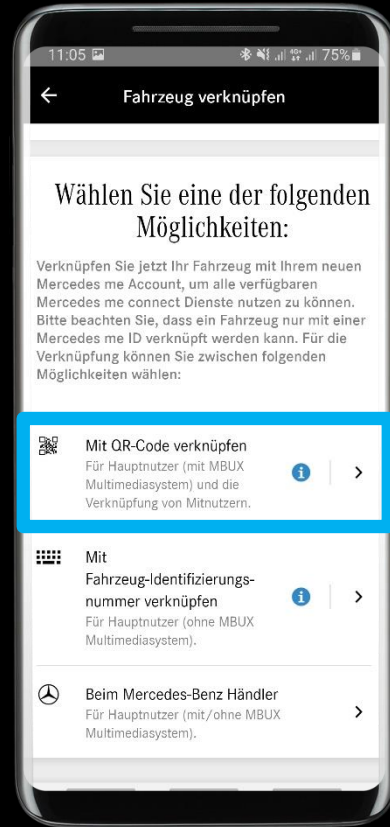 11:05 75%
Fahrzeug verknüpfen
Wählen Sie eine der folgenden
Möglichkeiten:
Verknüpfen Sie jetzt Ihr Fahrzeug mit Ihrem neuen
Mercedes me Account, um alle verfügbaren
Mercedes me connect Dienste nutzen zu können.
Bitte beachten Sie, dass ein Fahrzeug nur mit einer
Mercedes me ID verknüpft werden kann. Für die
Verknüpfung können Sie zwischen folgenden
Möglichkeiten wählen:
Mit QR-Code verknüpfen
Für Hauptnutzer (mit MBUX
Multimediasystem) und die
Verknüpfung von Mitnutzern.
Mit
Fahrzeug-Identifizierungs-
nummer verknüpfen
Für Hauptnutzer (ohne MBUX
Multimediasystem).
Beim Mercedes-Benz Händler
Für Hauptnutzer (mit/ohne MBUX
Multimediasystem).